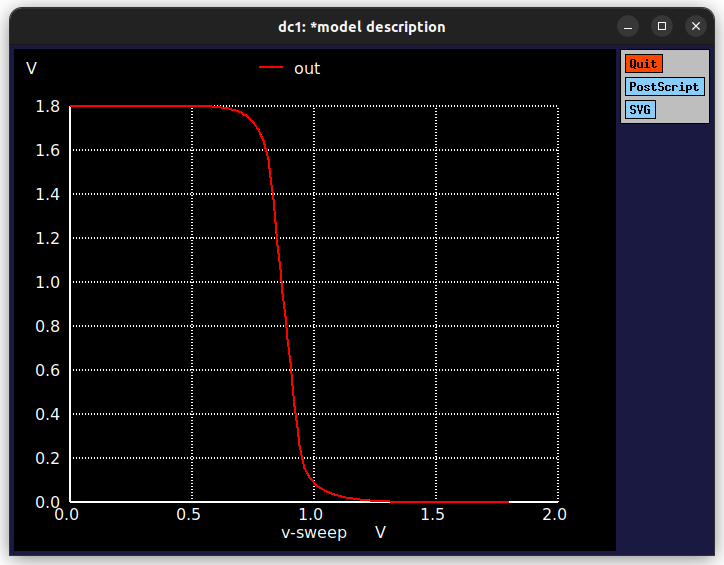 dc1: *model description
V
out
Quit
PostScript
SVG
1.8
1.6
1.4
1.2
1.0
0.8
0.6
0.4
0.2
0.0
0.0 0.5 1.0 1.5 2.0
v-sweep V